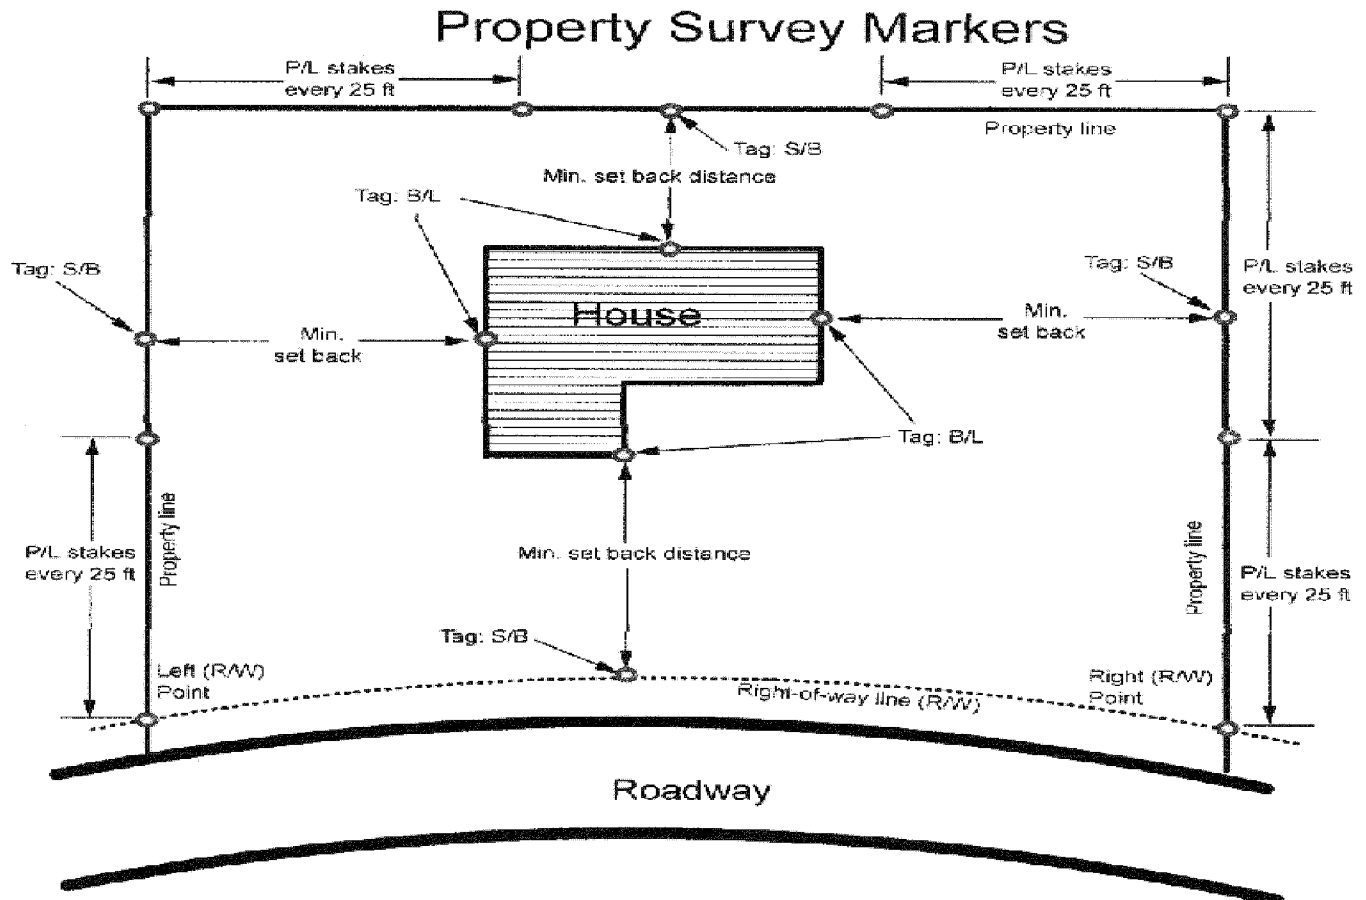 Property Survey Markers
P/L stakes
every 25 ft
P/L stakes
every 25 ft
Property line
Tag: S/B
Min. set back distance
Tag: B/L
Tag: S/B
Tag: S/B
P/L stakes
every 25 ft
House
Min.
set back
Min.
set back
Tag: B/L
Property line
P/L stakes
every 25 ft
Min. set back distance
Property line
P/L stakes
every 25 ft
Tag: S/B
Left (R/W)
Point
Right-of-way line (R/W)
Right (R/W)
Point
Roadway